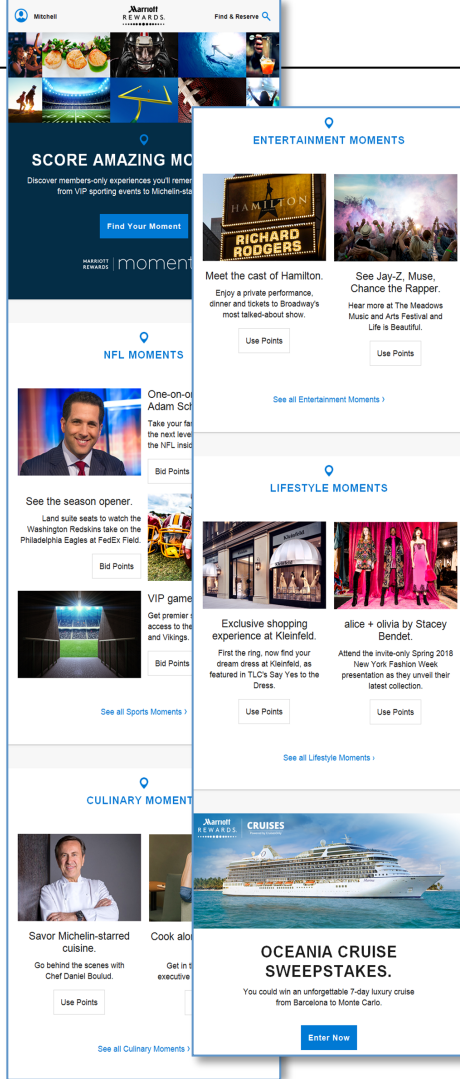 Mitchell
Marriott
REWARDS.
Find & Reserve
SCORE AMAZING MO
Discover members-only experiences you'll remem
from VIP sporting events to Michelin-sta
Find Your Moment
MARRIOTT
REWARDS
moment
NFL MOMENTS
One-on-o
Adam Sch
Take your fan
the next leve
the NFL insid
Bid Points
See the season opener.
Land suite seats to watch the
Washington Redskins take on the
Philadelphia Eagles at FedEx Field.
Bid Points
VIP game
Get premier s
access to the
and Vikings.
Bid Points
See all Sports Moments ›
CULINARY MOMENT
Savor Michelin-starred
cuisine.
Go behind the scenes with
Chef Daniel Boulud.
Use Points
Cook alon
Get in t
executive
See all Culinary Moments ›
ENTERTAINMENT MOMENTS
HAMILTON
RICHARD
RODGERS
Meet the cast of Hamilton.
Enjoy a private performance,
dinner and tickets to Broadway's
most talked-about show.
Use Points
See Jay-Z, Muse,
Chance the Rapper.
Hear more at The Meadows
Music and Arts Festival and
Life is Beautiful.
Use Points
See all Entertainment Moments ›
LIFESTYLE MOMENTS
Kleinfeld
Exclusive shopping
experience at Kleinfeld.
First the ring, now find your
dream dress at Kleinfeld, as
featured in TLC's Say Yes to the
Dress.
Use Points
alice + olivia by Stacey
Bendet.
Attend the invite-only Spring 2018
New York Fashion Week
presentation as they unveil their
latest collection.
Use Points
See all Lifestyle Moments ›
Marriott
REWARDS.
CRUISES
OCEANIA CRUISE
SWEEPSTAKES.
You could win an unforgettable 7-day luxury cruise
from Barcelona to Monte Carlo.
Enter Now